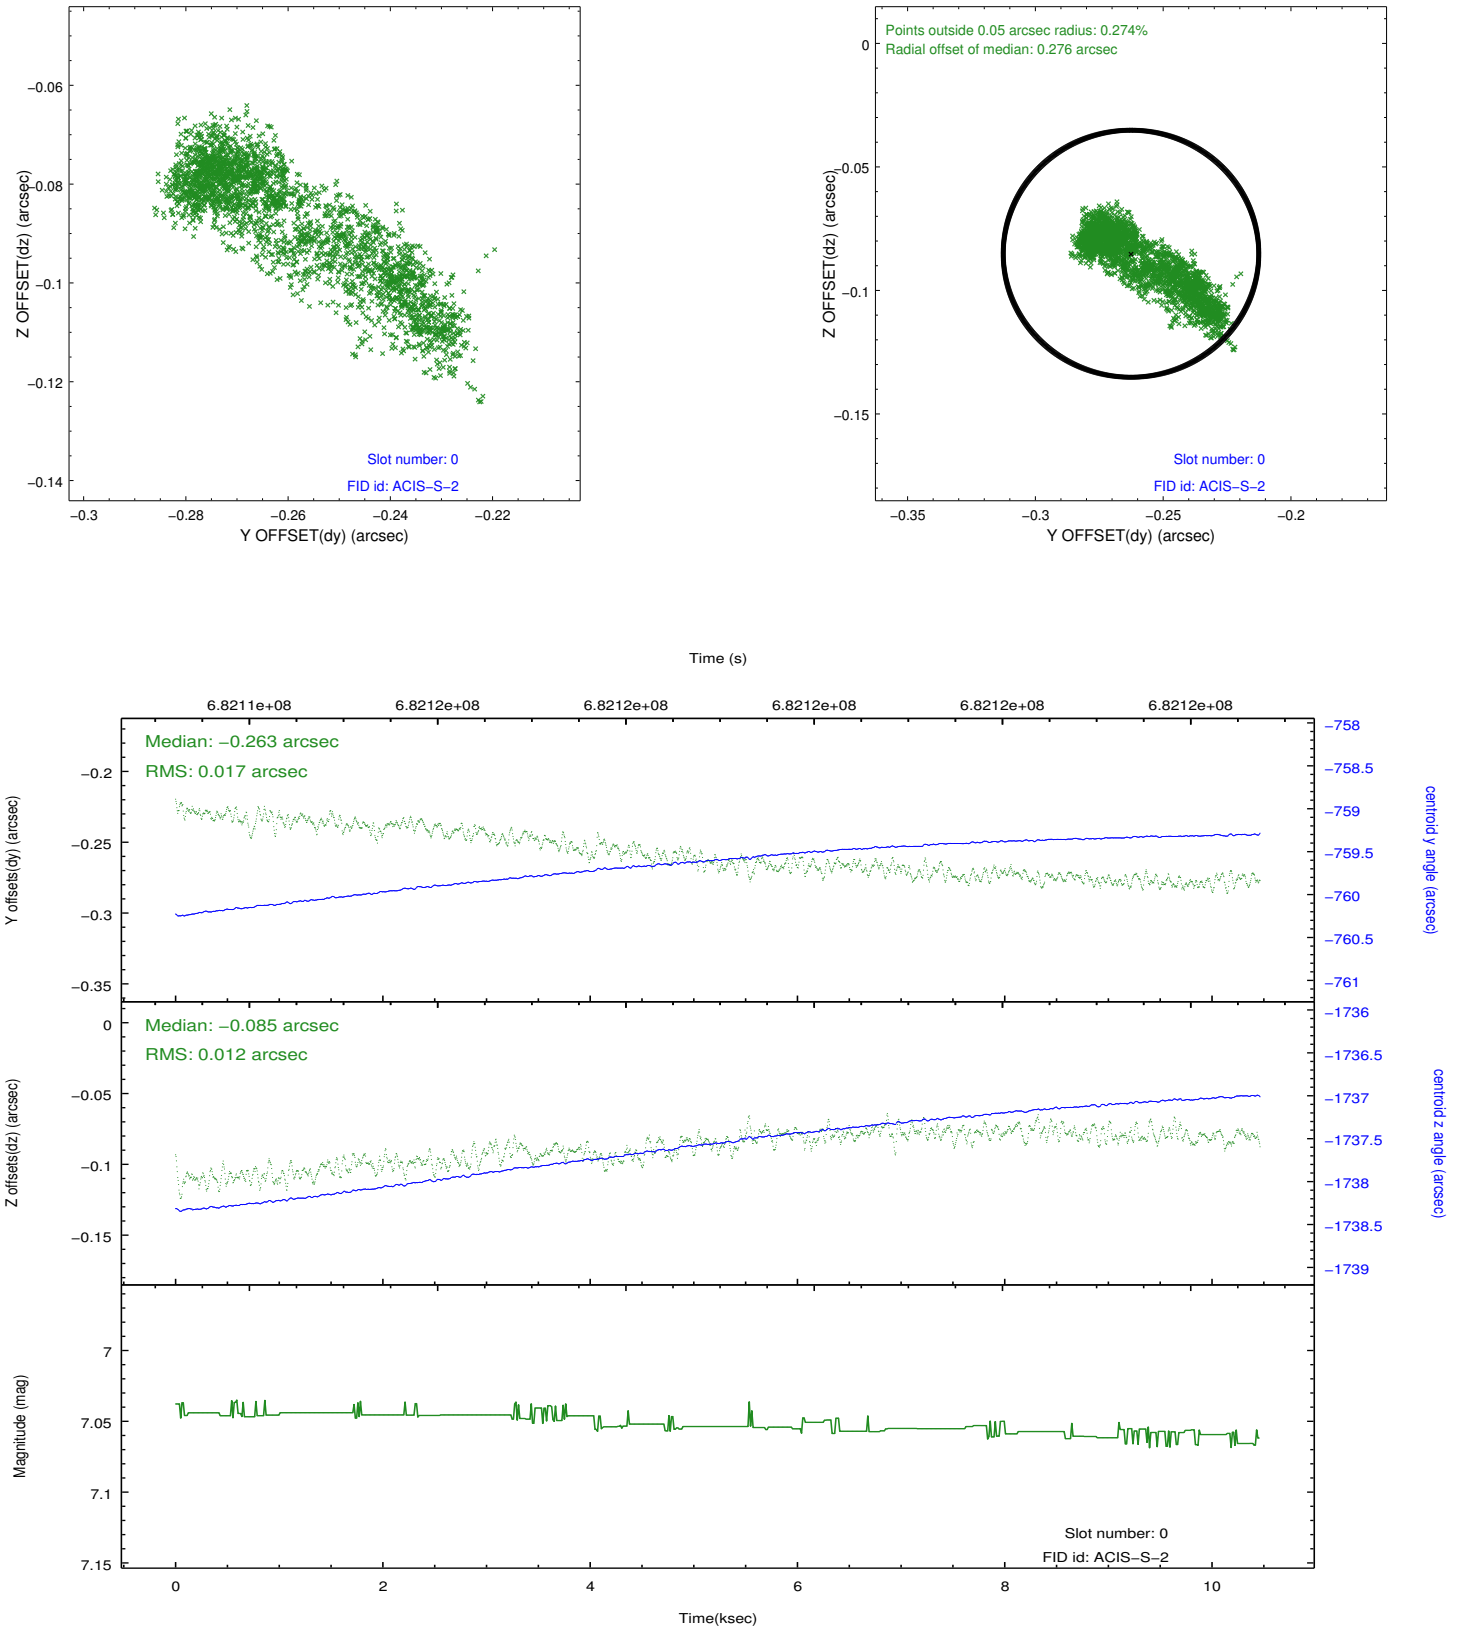 −0.06
−0.08
−0.1
−0.12
−0.14
Z OFFSET(dz) (arcsec)
Slot number: 0
FID id: ACIS−S−2
−0.3
−0.28
−0.26
−0.24
−0.22
Y OFFSET(dy) (arcsec)
Points outside 0.05 arcsec radius: 0.274%
Radial offset of median: 0.276 arcsec
0
−0.05
−0.1
−0.15
Z OFFSET(dz) (arcsec)
Slot number: 0
FID id: ACIS−S−2
−0.35
−0.3
−0.25
−0.2
Y OFFSET(dy) (arcsec)
Time (s)
6.8211e+08
6.8212e+08
6.8212e+08
6.8212e+08
6.8212e+08
6.8212e+08
Median: −0.263 arcsec
RMS: 0.017 arcsec
−0.2
−0.25
−0.3
−0.35
Y offsets(dy) (arcsec)
−758
−758.5
−759
−759.5
−760
−760.5
−761
centroid y angle (arcsec)
Median: −0.085 arcsec
RMS: 0.012 arcsec
0
−0.05
−0.1
−0.15
Z offsets(dz) (arcsec)
−1736
−1736.5
−1737
−1737.5
−1738
−1738.5
−1739
centroid z angle (arcsec)
7
7.05
7.1
7.15
Magnitude (mag)
Slot number: 0
FID id: ACIS−S−2
0
2
4
6
8
10
Time(ksec)